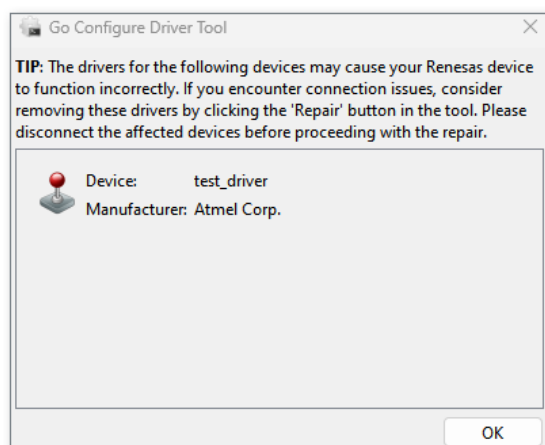 Go Configure Driver Tool
TIP: The drivers for the following devices may cause your Renesas device
to function incorrectly. If you encounter connection issues, consider
removing these drivers by clicking the 'Repair' button in the tool. Please
disconnect the affected devices before proceeding with the repair.
Device: test_driver
Manufacturer: Atmel Corp.
OK